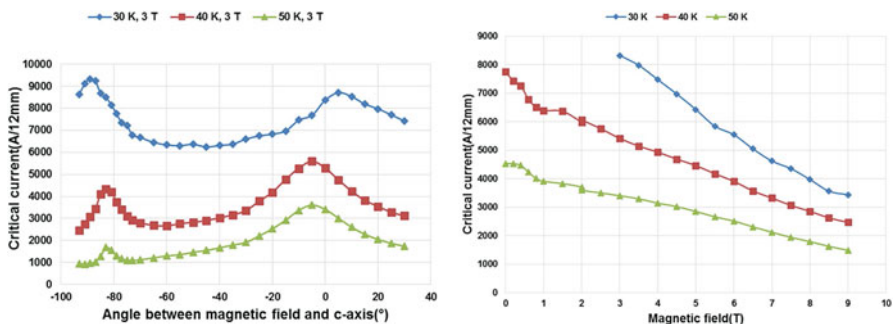 30 K, 3 T 40 K, 3 T 50 K, 3 T
Critical current(A/12mm)
10000
9000
8000
7000
6000
5000
4000
3000
2000
1000
0
-100 -80 -60 -40 -20 0 20 40
Angle between magnetic field and c-axis(°)
30 K 40 K 50 K
Critical current(A/12mm)
9000
8000
7000
6000
5000
4000
3000
2000
1000
0
0 1 2 3 4 5 6 7 8 9 10
Magnetic field(T)